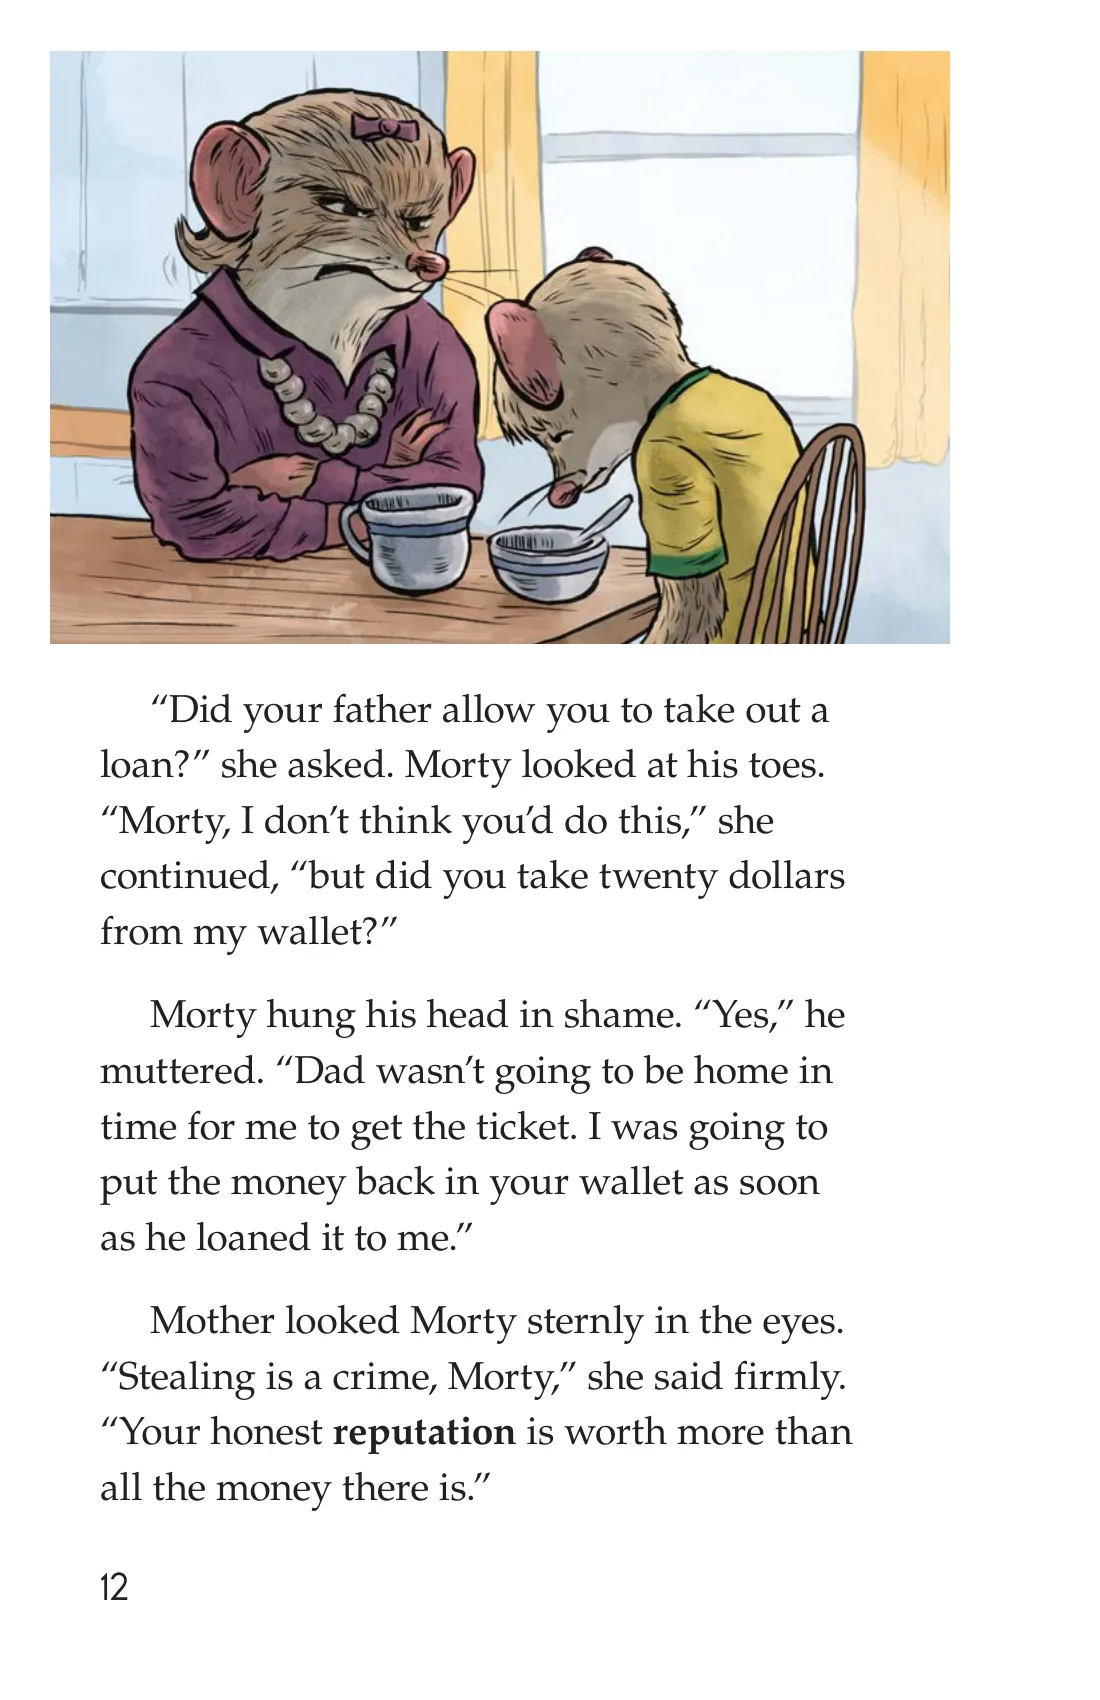 “Did your father allow you to take out a
loan?” she asked. Morty looked at his toes.
“Morty, I don’t think you’d do this,” she
continued, “but did you take twenty dollars
from my wallet?”
Morty hung his head in shame. “Yes,” he
muttered. “Dad wasn’t going to be home in
time for me to get the ticket. I was going to
put the money back in your wallet as soon
as he loaned it to me.”
Mother looked Morty sternly in the eyes.
“Stealing is a crime, Morty,” she said firmly.
“Your honest reputation is worth more than
all the money there is.”
12